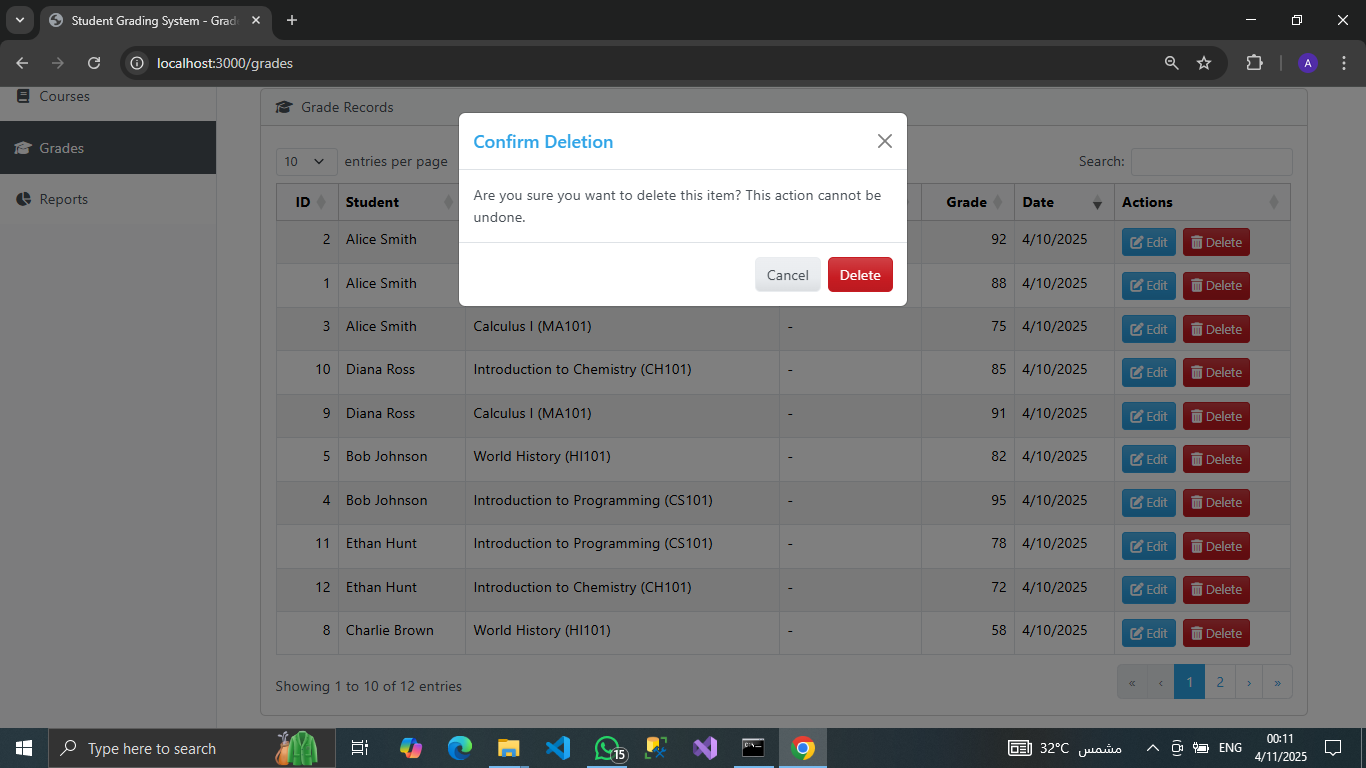 Student Grading System - Grad
localhost:3000/grades
A
Courses
Grades
Reports
Grade Records
10 entries per page
Search:
Confirm Deletion
Are you sure you want to delete this item? This action cannot be
undone.
Cancel Delete
ID Student Grade Date Actions
2 Alice Smith 92 4/10/2025 Edit Delete
1 Alice Smith 88 4/10/2025 Edit Delete
3 Alice Smith Calculus I (MA101) - 75 4/10/2025 Edit Delete
10 Diana Ross Introduction to Chemistry (CH101) - 85 4/10/2025 Edit Delete
9 Diana Ross Calculus I (MA101) - 91 4/10/2025 Edit Delete
5 Bob Johnson World History (HI101) - 82 4/10/2025 Edit Delete
4 Bob Johnson Introduction to Programming (CS101) - 95 4/10/2025 Edit Delete
11 Ethan Hunt Introduction to Programming (CS101) - 78 4/10/2025 Edit Delete
12 Ethan Hunt Introduction to Chemistry (CH101) - 72 4/10/2025 Edit Delete
8 Charlie Brown World History (HI101) - 58 4/10/2025 Edit Delete
Showing 1 to 10 of 12 entries
« ‹ 1 2 › »
Type here to search
15
32°C مشمس
ENG
00:11
4/11/2025